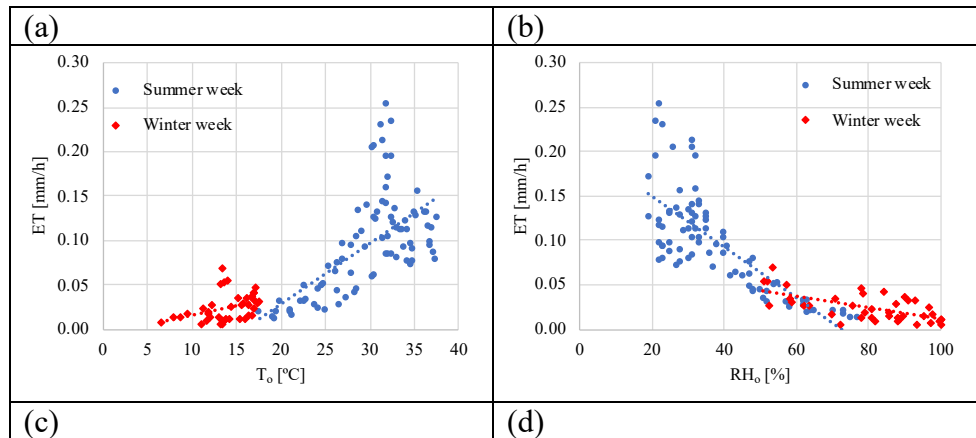 (a)
(b)
0.30
0.25
0.20
0.15
0.10
0.05
0.00
ET [mm/h]
Summer week
Winter week
0 5 10 15 20 25 30 35 40
T₀ [ºC]
0.30
0.25
0.20
0.15
0.10
0.05
0.00
ET [mm/h]
Summer week
Winter week
0 20 40 60 80 100
RHₒ [%]
(c)
(d)